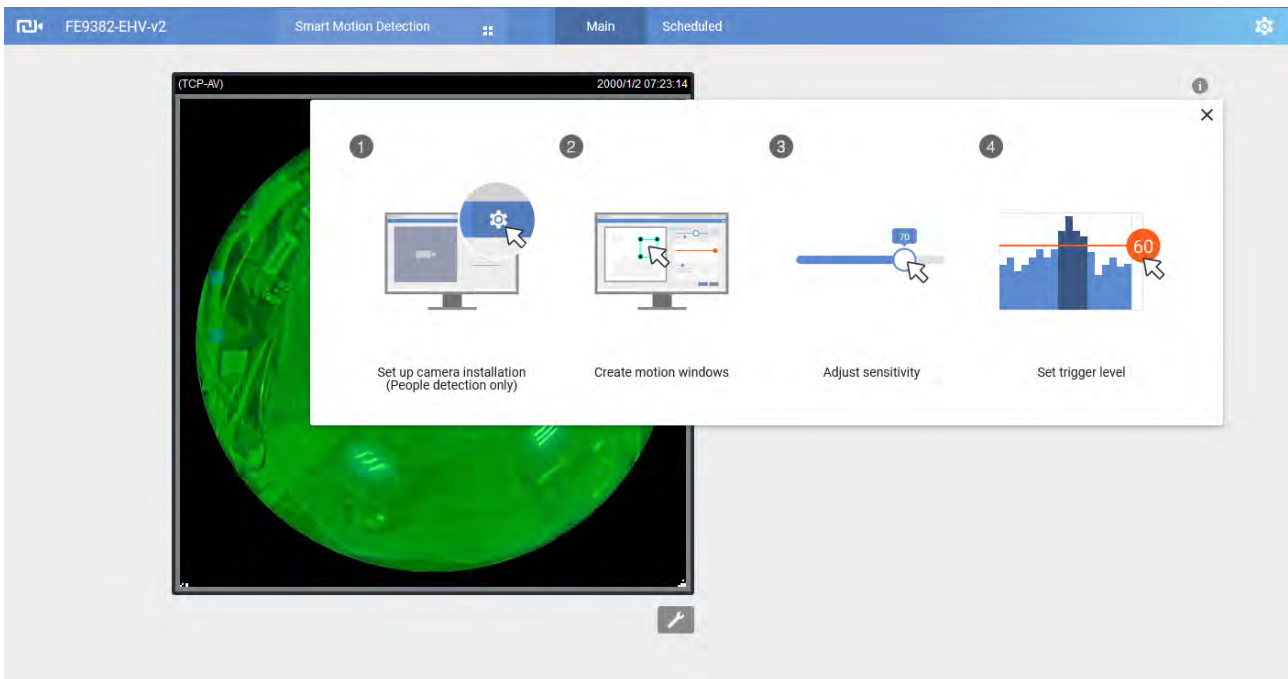 FE9382-EHV-v2
Smart Motion Detection
Main
Scheduled
(TCP-AV)
2000/1/2 07:23:14
i
1
2
3
4
70
60
Set up camera installation
(People detection only)
Create motion windows
Adjust sensitivity
Set trigger level